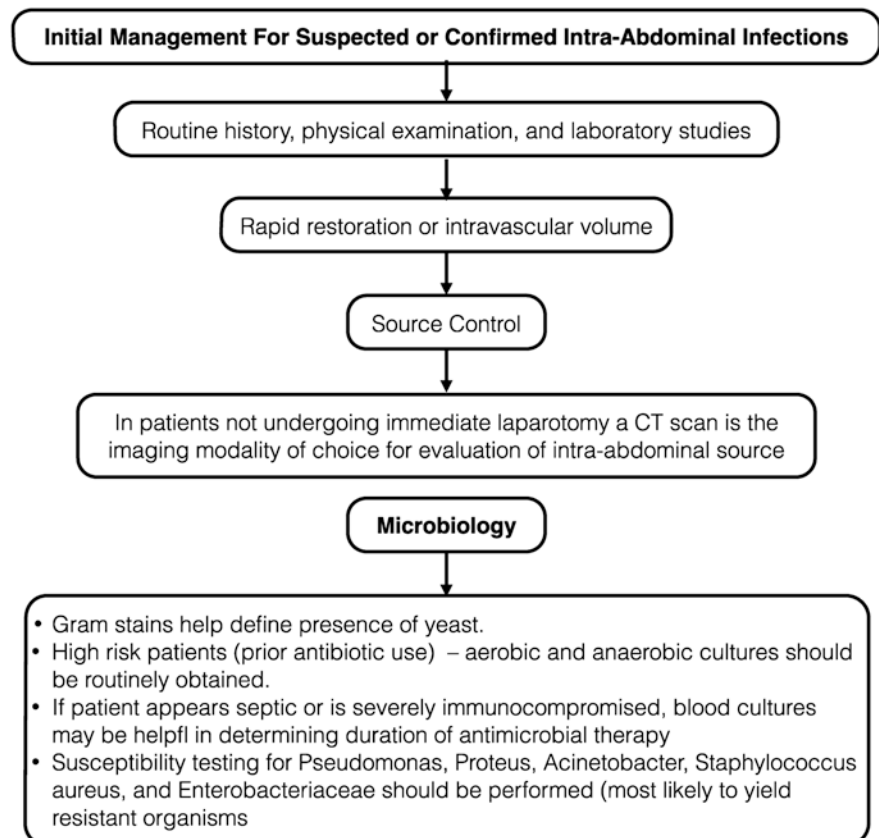 Initial Management For Suspected or Confirmed Intra-Abdominal Infections
Routine history, physical examination, and laboratory studies
Rapid restoration or intravascular volume
Source Control
In patients not undergoing immediate laparotomy a CT scan is the
imaging modality of choice for evaluation of intra-abdominal source
Microbiology
• Gram stains help define presence of yeast.
• High risk patients (prior antibiotic use) – aerobic and anaerobic cultures should
be routinely obtained.
• If patient appears septic or is severely immunocompromised, blood cultures
may be helpfl in determining duration of antimicrobial therapy
• Susceptibility testing for Pseudomonas, Proteus, Acinetobacter, Staphylococcus
aureus, and Enterobacteriaceae should be performed (most likely to yield
resistant organisms